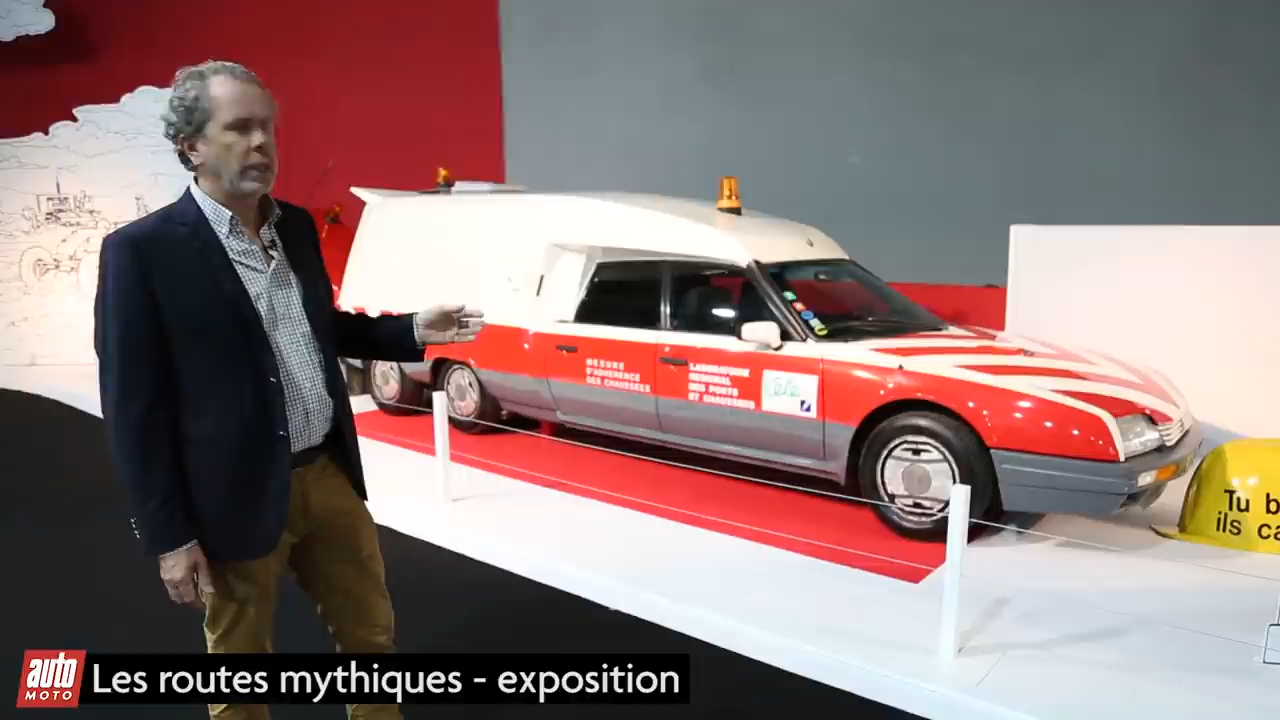 MESURE
D'ADHERENCE
DES CHAUSSEES
LABORATOIRE
REGIONAL
DES PONTS
ET CHAUSSEES
Tu b
ils ca
auto
MOTO
Les routes mythiques - exposition